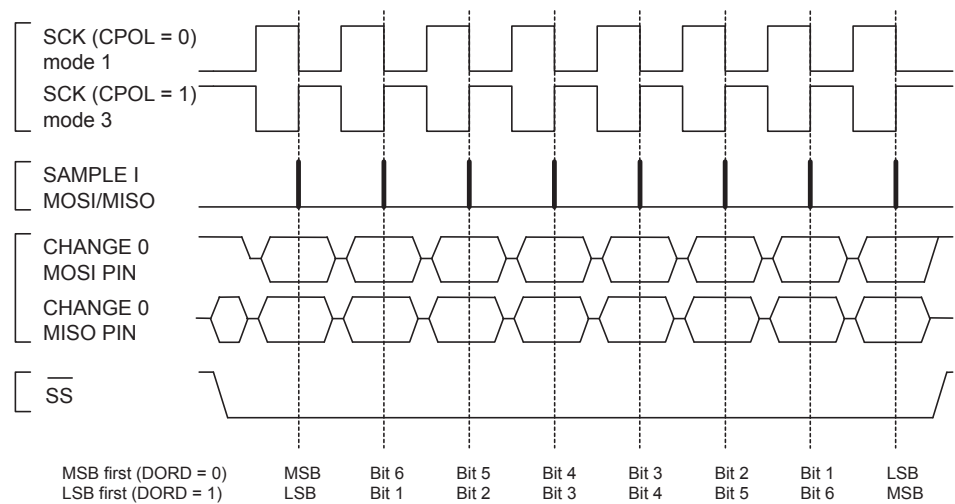 SCK (CPOL = 0)
mode 1
SCK (CPOL = 1)
mode 3
SAMPLE I
MOSI/MISO
CHANGE 0
MOSI PIN
CHANGE 0
MISO PIN
SS
MSB first (DORD = 0) MSB Bit 6 Bit 5 Bit 4 Bit 3 Bit 2 Bit 1 LSB
LSB first (DORD = 1) LSB Bit 1 Bit 2 Bit 3 Bit 4 Bit 5 Bit 6 MSB